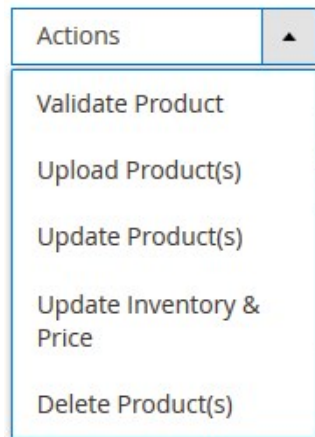 Actions
Validate Product
Upload Product(s)
Update Product(s)
Update Inventory &
Price
Delete Product(s)